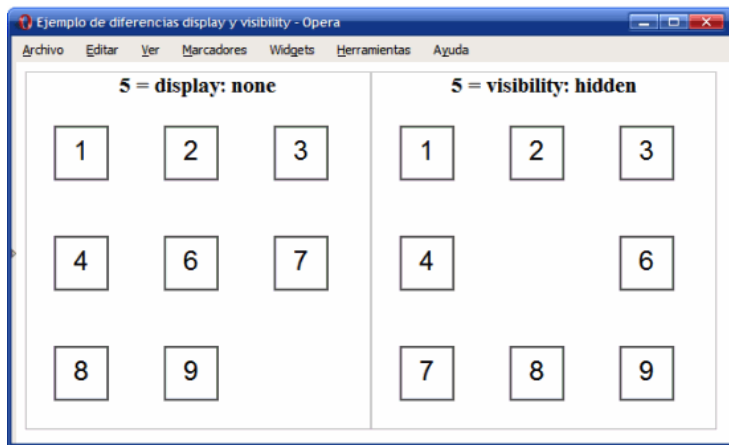 Ejemplo de diferencias display y visibility - Opera
Archivo Editar Ver Marcadores Widgets Herramientas Ayuda
5 = display: none
1 2 3
4 6 7
8 9
5 = visibility: hidden
1 2 3
4 6
7 8 9